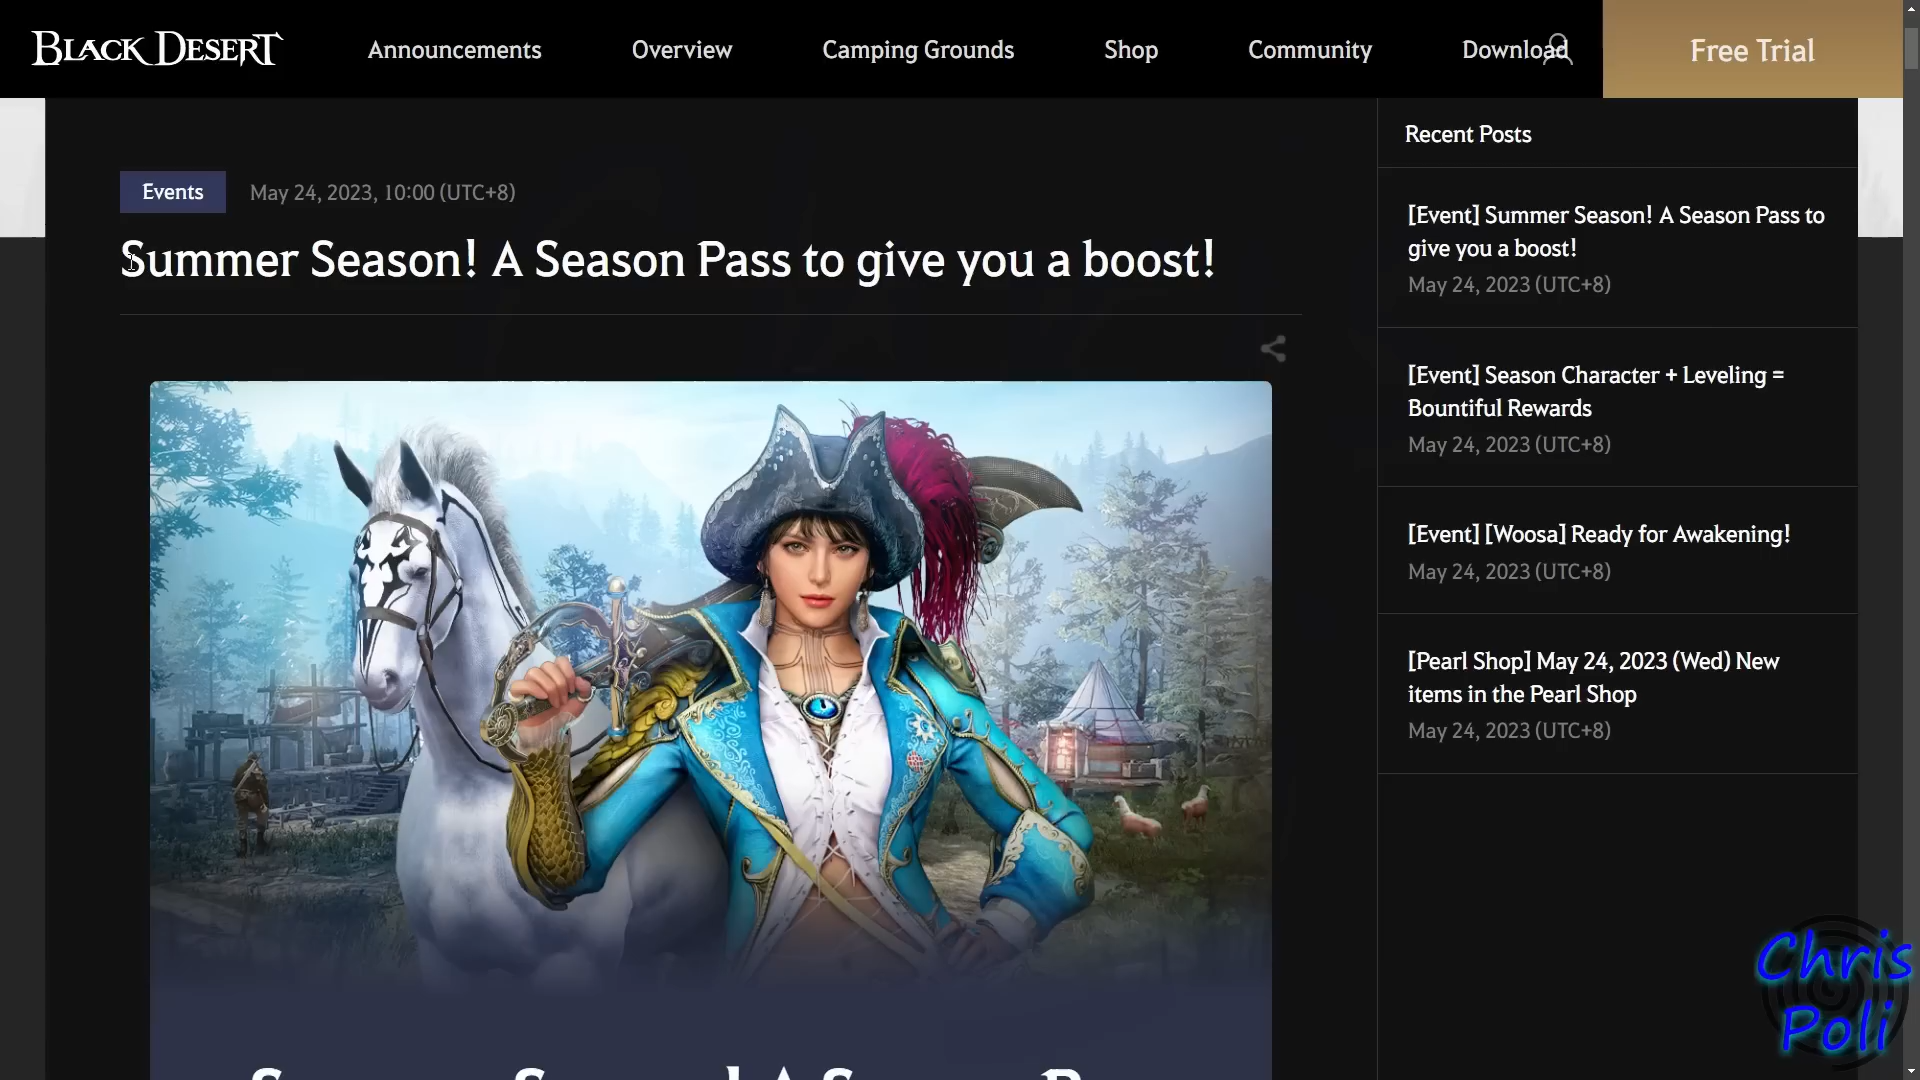 BLACK DESERT
Announcements
Overview
Camping Grounds
Shop
Community
Download
Free Trial
Events
May 24, 2023, 10:00 (UTC+8)
Summer Season! A Season Pass to give you a boost!
Recent Posts
[Event] Summer Season! A Season Pass to
give you a boost!
May 24, 2023 (UTC+8)
[Event] Season Character + Leveling =
Bountiful Rewards
May 24, 2023 (UTC+8)
[Event] [Woosa] Ready for Awakening!
May 24, 2023 (UTC+8)
[Pearl Shop] May 24, 2023 (Wed) New
items in the Pearl Shop
May 24, 2023 (UTC+8)
Chris
Poli